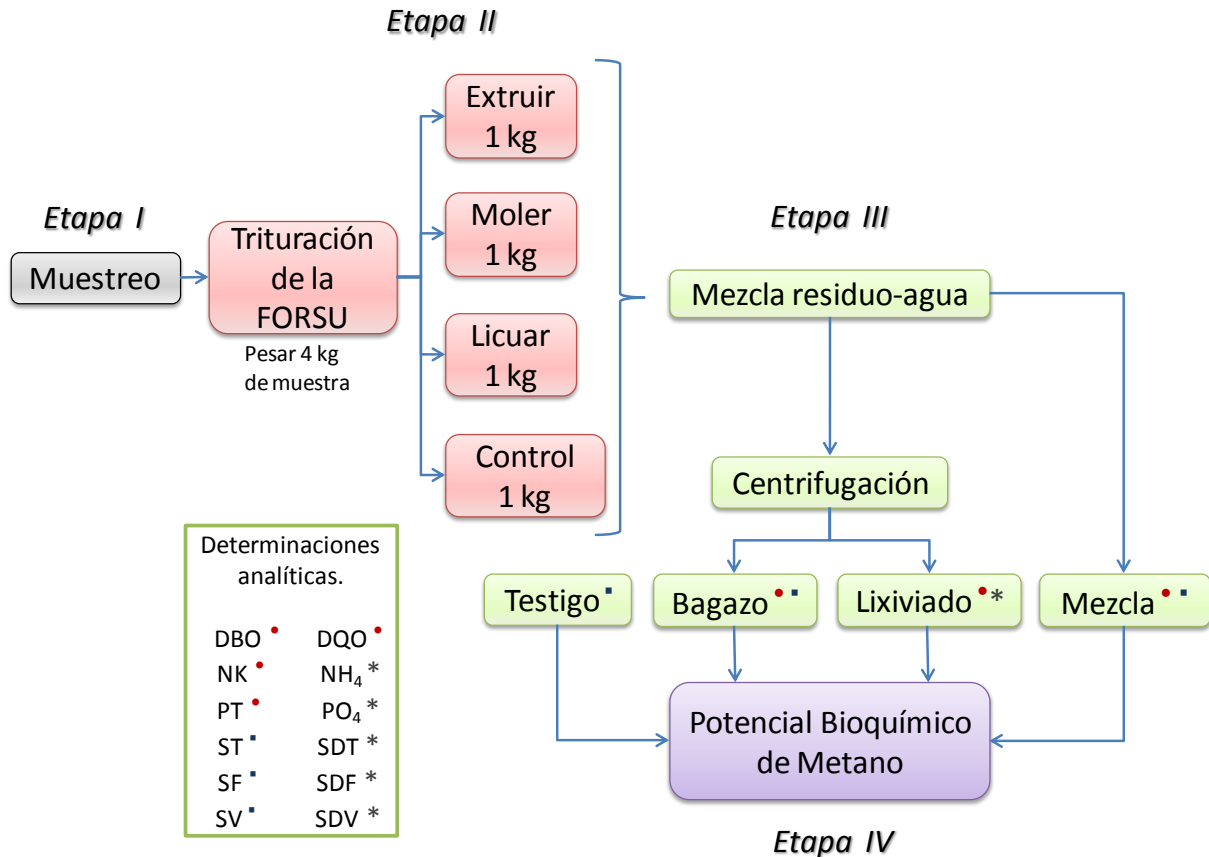 Etapa II
Extruir
1 kg
Etapa I
Muestreo
Trituración
de la
FORSU
Pesar 4 kg
de muestra
Moler
1 kg
Licuar
1 kg
Control
1 kg
Etapa III
Mezcla residuo-agua
Centrifugación
Testigo ▪
Bagazo • ▪
Lixiviado • *
Mezcla • ▪
Potencial Bioquímico
de Metano
Etapa IV
Determinaciones
analíticas.
DBO • DQO •
NK • NH₄ *
PT • PO₄ *
ST ▪ SDT *
SF ▪ SDF *
SV ▪ SDV *